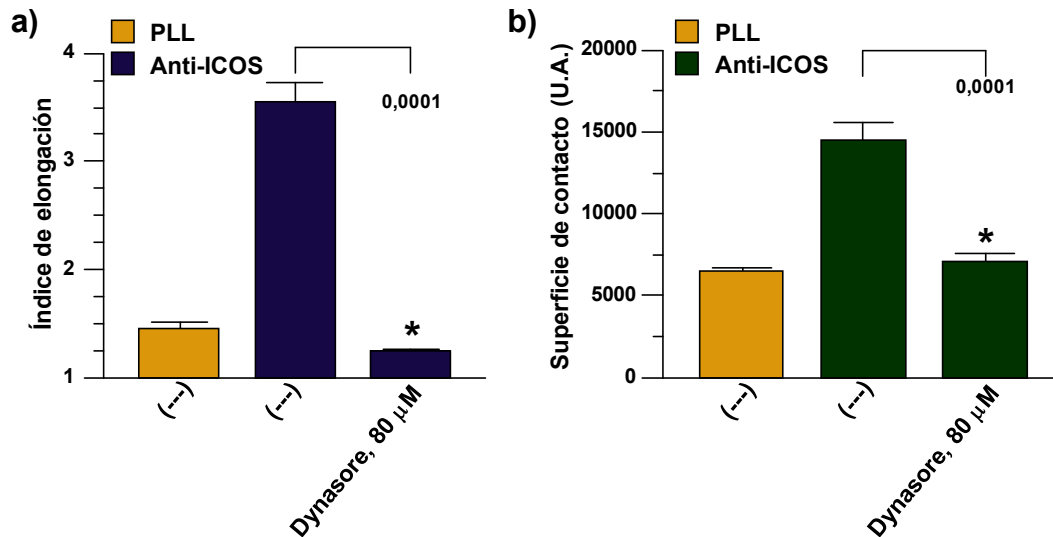 a)
PLL
Anti-ICOS
Índice de elongación
4
3
2
1
0,0001
*
(---)
(---)
Dynasore, 80 µM
b)
PLL
Anti-ICOS
Superficie de contacto (U.A.)
20000
15000
10000
5000
0
0,0001
*
(---)
(---)
Dynasore, 80 µM